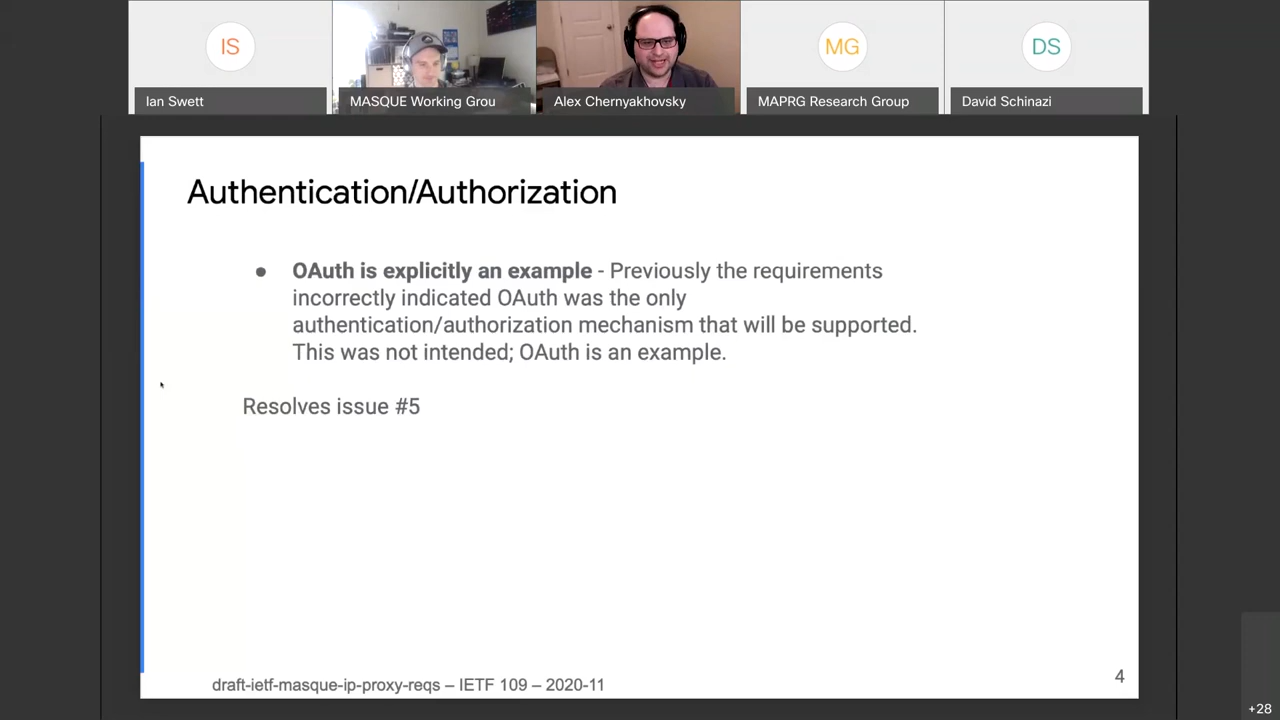 IS
MG
DS
Ian Swett
MASQUE Working Grou
Alex Chernyakhovsky
MAPRG Research Group
David Schinazi
Authentication/Authorization
● OAuth is explicitly an example - Previously the requirements
incorrectly indicated OAuth was the only
authentication/authorization mechanism that will be supported.
This was not intended; OAuth is an example.
Resolves issue #5
draft-ietf-masque-ip-proxy-reqs – IETF 109 – 2020-11
4
+28